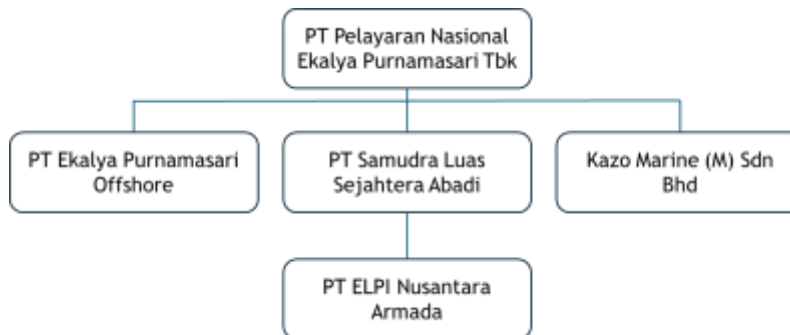 PT Pelayaran Nasional
Ekalya Purnamasari Tbk
PT Ekalya Purnamasari
Offshore
PT Samudra Luas
Sejahtera Abadi
Kazo Marine (M) Sdn
Bhd
PT ELPI Nusantara
Armada